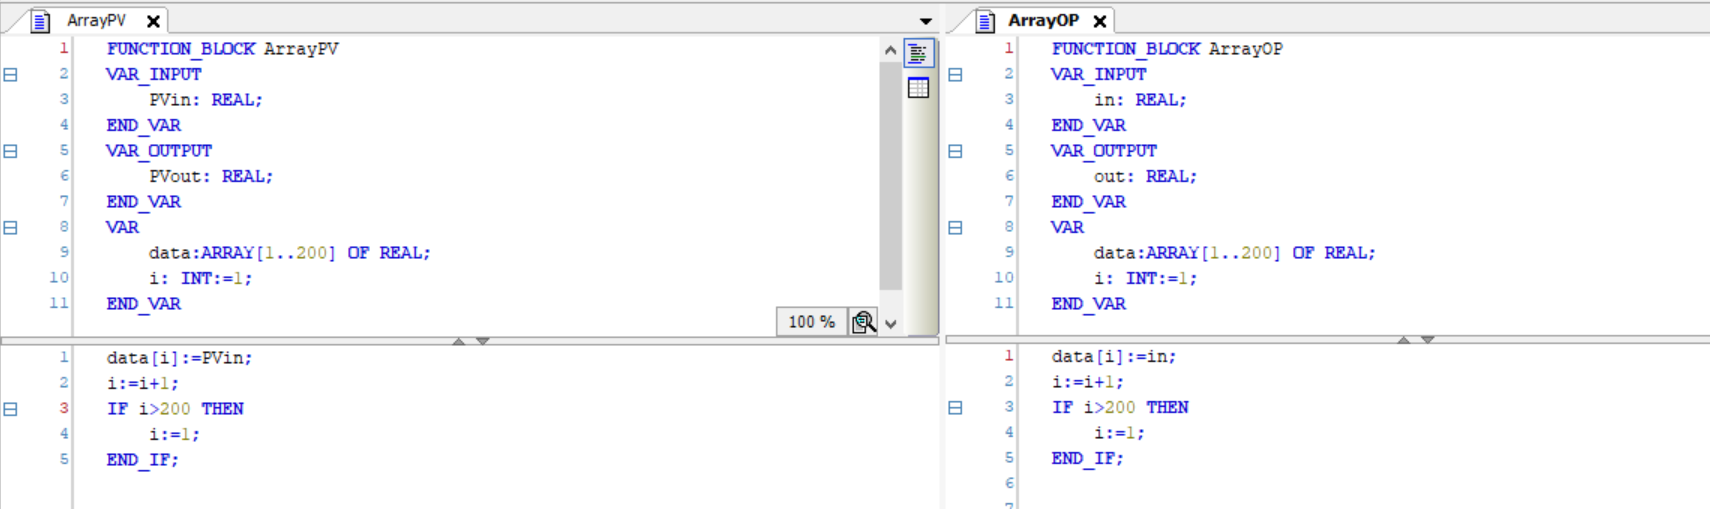 ArrayPV
1 FUNCTION_BLOCK ArrayPV
2 VAR_INPUT
3 PVin: REAL;
4 END_VAR
5 VAR_OUTPUT
6 PVout: REAL;
7 END_VAR
8 VAR
9 data:ARRAY[1..200] OF REAL;
10 i: INT:=1;
11 END_VAR
100 %
1 data[i]:=PVin;
2 i:=i+1;
3 IF i>200 THEN
4 i:=1;
5 END_IF;
ArrayOP
1 FUNCTION_BLOCK ArrayOP
2 VAR_INPUT
3 in: REAL;
4 END_VAR
5 VAR_OUTPUT
6 out: REAL;
7 END_VAR
8 VAR
9 data:ARRAY[1..200] OF REAL;
10 i: INT:=1;
11 END_VAR
1 data[i]:=in;
2 i:=i+1;
3 IF i>200 THEN
4 i:=1;
5 END_IF;
6
7